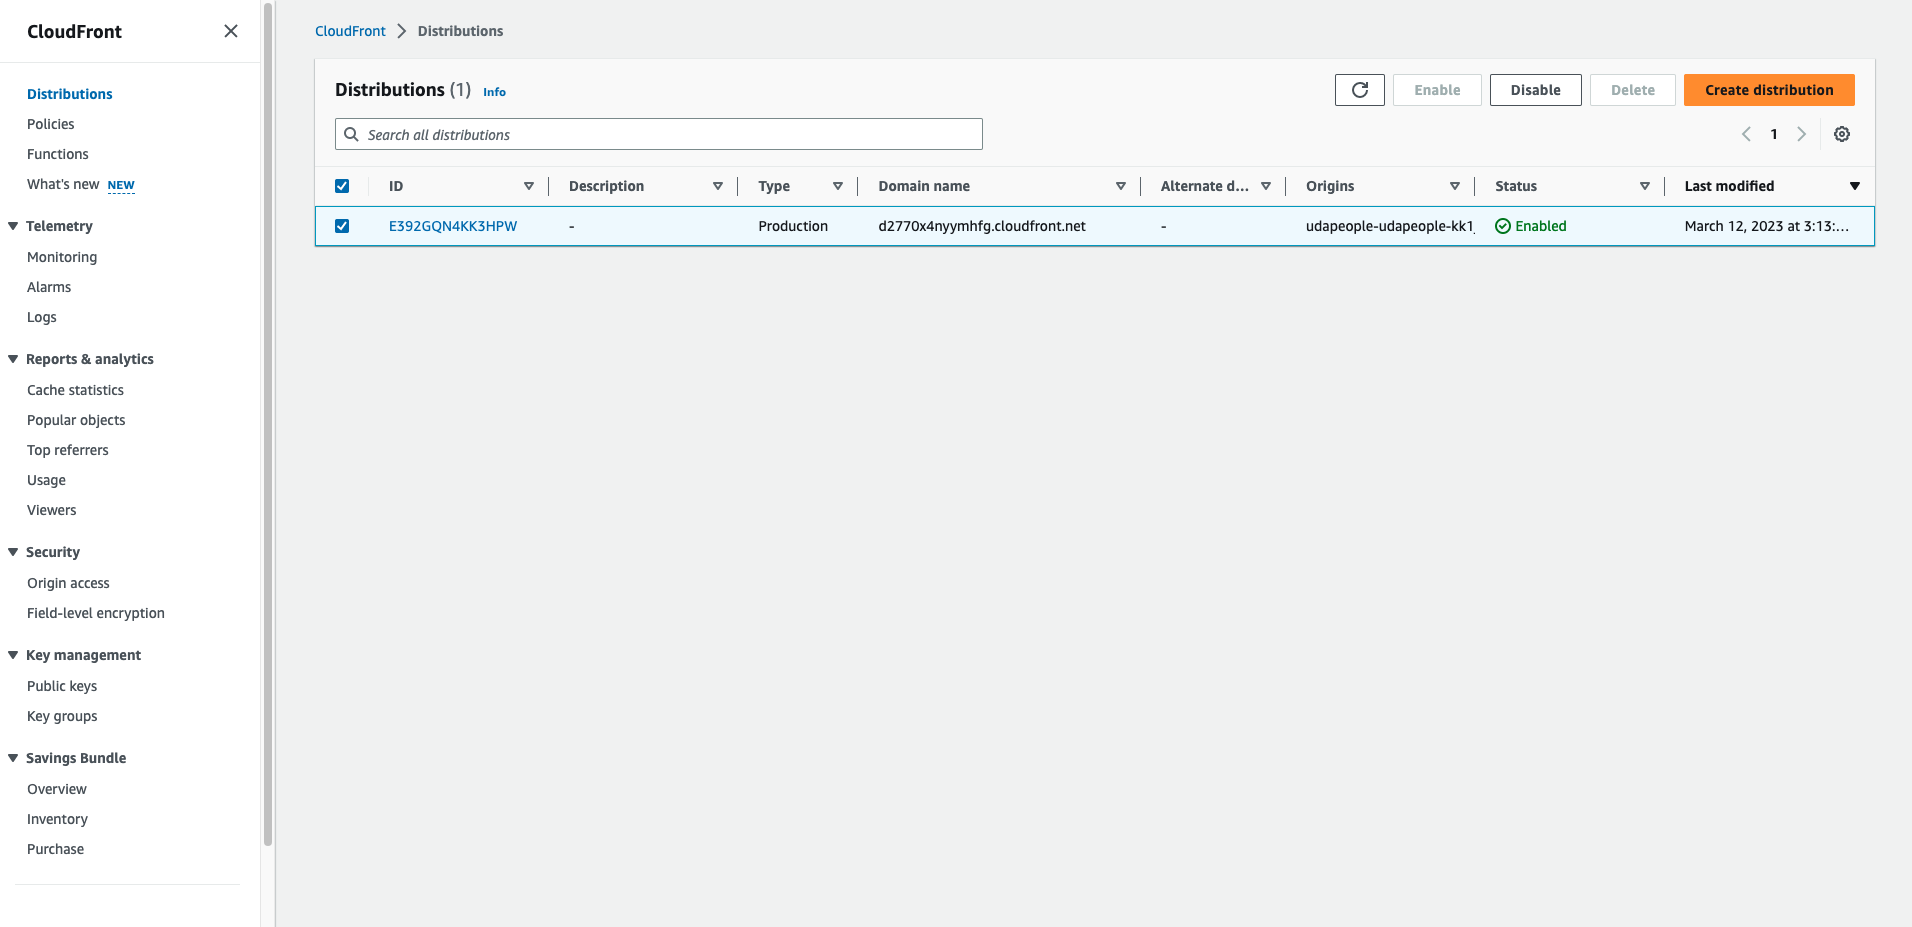 CloudFront
Distributions
Policies
Functions
What's new NEW
Telemetry
Monitoring
Alarms
Logs
Reports & analytics
Cache statistics
Popular objects
Top referrers
Usage
Viewers
Security
Origin access
Field-level encryption
Key management
Public keys
Key groups
Savings Bundle
Overview
Inventory
Purchase
CloudFront Distributions
Distributions (1) Info Enable Disable Delete Create distribution
Search all distributions 1
ID Description Type Domain name Alternate d... Origins Status Last modified
E392GQN4KK3HPW - Production d2770x4nyymhfg.cloudfront.net - udapeople-udapeople-kk1 Enabled March 12, 2023 at 3:13:...